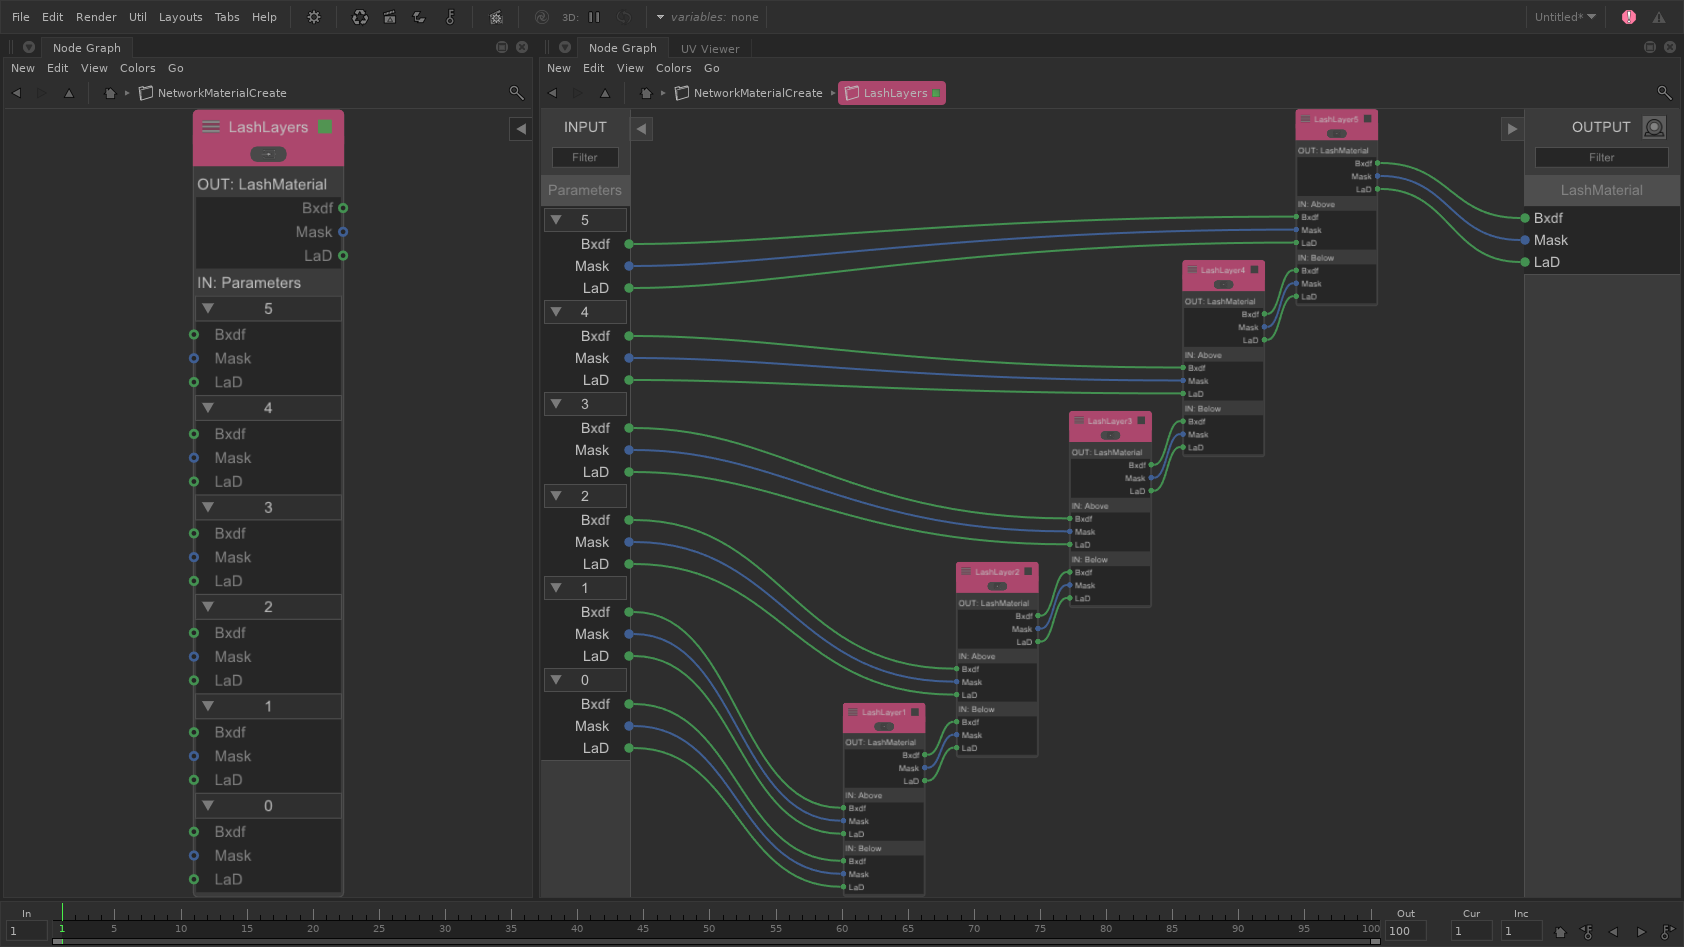 File Edit Render Util Layouts Tabs Help 3D: variables: none Untitled*
Node Graph
New Edit View Colors Go
NetworkMaterialCreate
LashLayers
OUT: LashMaterial
Bxdf
Mask
LaD
IN: Parameters
5
Bxdf
Mask
LaD
4
Bxdf
Mask
LaD
3
Bxdf
Mask
LaD
2
Bxdf
Mask
LaD
1
Bxdf
Mask
LaD
0
Bxdf
Mask
LaD
Node Graph UV Viewer
New Edit View Colors Go
NetworkMaterialCreate LashLayers
INPUT
Filter
Parameters
5
Bxdf
Mask
LaD
4
Bxdf
Mask
LaD
3
Bxdf
Mask
LaD
2
Bxdf
Mask
LaD
1
Bxdf
Mask
LaD
0
Bxdf
Mask
LaD
LashLayer5
OUT: LashMaterial
Bxdf
Mask
LaD
IN: Above
Bxdf
Mask
LaD
IN: Below
Bxdf
Mask
LaD
LashLayer4
OUT: LashMaterial
Bxdf
Mask
LaD
IN: Above
Bxdf
Mask
LaD
IN: Below
Bxdf
Mask
LaD
LashLayer3
OUT: LashMaterial
Bxdf
Mask
LaD
IN: Above
Bxdf
Mask
LaD
IN: Below
Bxdf
Mask
LaD
LashLayer2
OUT: LashMaterial
Bxdf
Mask
LaD
IN: Above
Bxdf
Mask
LaD
IN: Below
Bxdf
Mask
LaD
LashLayer1
OUT: LashMaterial
Bxdf
Mask
LaD
IN: Above
Bxdf
Mask
LaD
IN: Below
Bxdf
Mask
LaD
OUTPUT
Filter
LashMaterial
Bxdf
Mask
LaD
In Out Cur Inc
1 1 5 10 15 20 25 30 35 40 45 50 55 60 65 70 75 80 85 90 95 100 100 1 1